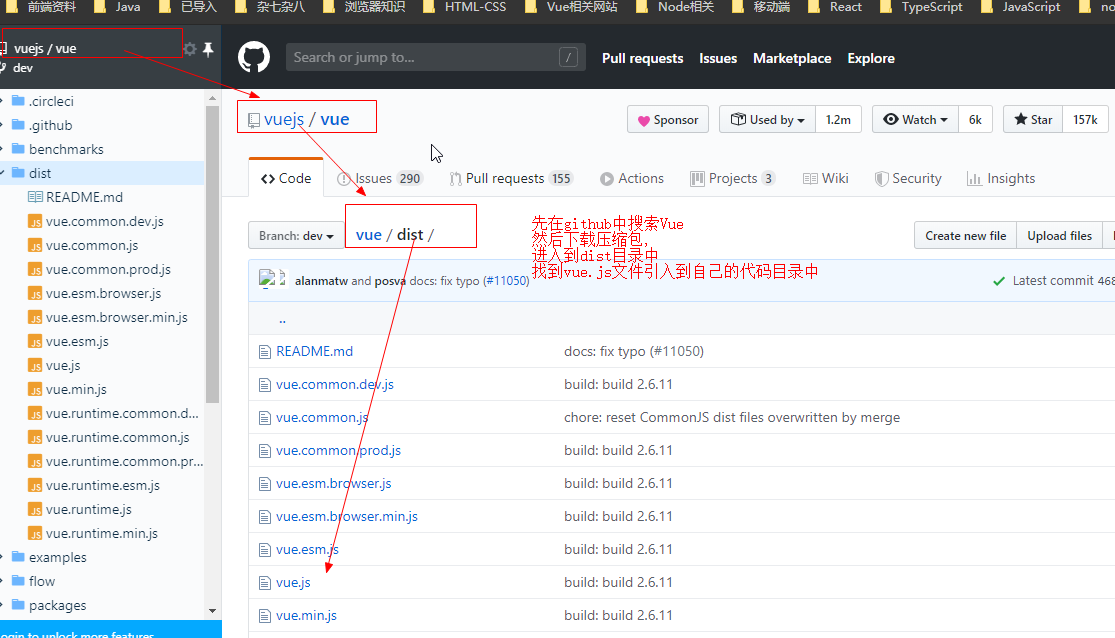 前端资料 Java 已导入 杂七杂八 浏览器知识 HTML-CSS Vue相关网站 Node相关 移动端 React TypeScript JavaScript no
vuejs / vue
dev
Search or jump to... /
Pull requests Issues Marketplace Explore
vuejs / vue
Sponsor Used by 1.2m Watch 6k Star 157k
Code Issues 290 Pull requests 155 Actions Projects 3 Wiki Security Insights
Branch: dev vue / dist / Create new file Upload files
先在github中搜索Vue
然后下载压缩包,
进入到dist目录中
找到vue.js文件引入到自己的代码目录中
alanmatw and posva docs: fix typo (#11050) Latest commit 468
..
README.md docs: fix typo (#11050)
vue.common.dev.js build: build 2.6.11
vue.common.js chore: reset CommonJS dist files overwritten by merge
vue.common.prod.js build: build 2.6.11
vue.esm.browser.js build: build 2.6.11
vue.esm.browser.min.js build: build 2.6.11
vue.esm.js build: build 2.6.11
vue.js build: build 2.6.11
vue.min.js build: build 2.6.11
.circleci
.github
benchmarks
dist
README.md
vue.common.dev.js
vue.common.js
vue.common.prod.js
vue.esm.browser.js
vue.esm.browser.min.js
vue.esm.js
vue.js
vue.min.js
vue.runtime.common.d...
vue.runtime.common.js
vue.runtime.common.pr...
vue.runtime.esm.js
vue.runtime.js
vue.runtime.min.js
examples
flow
packages
ogin to unlock more features